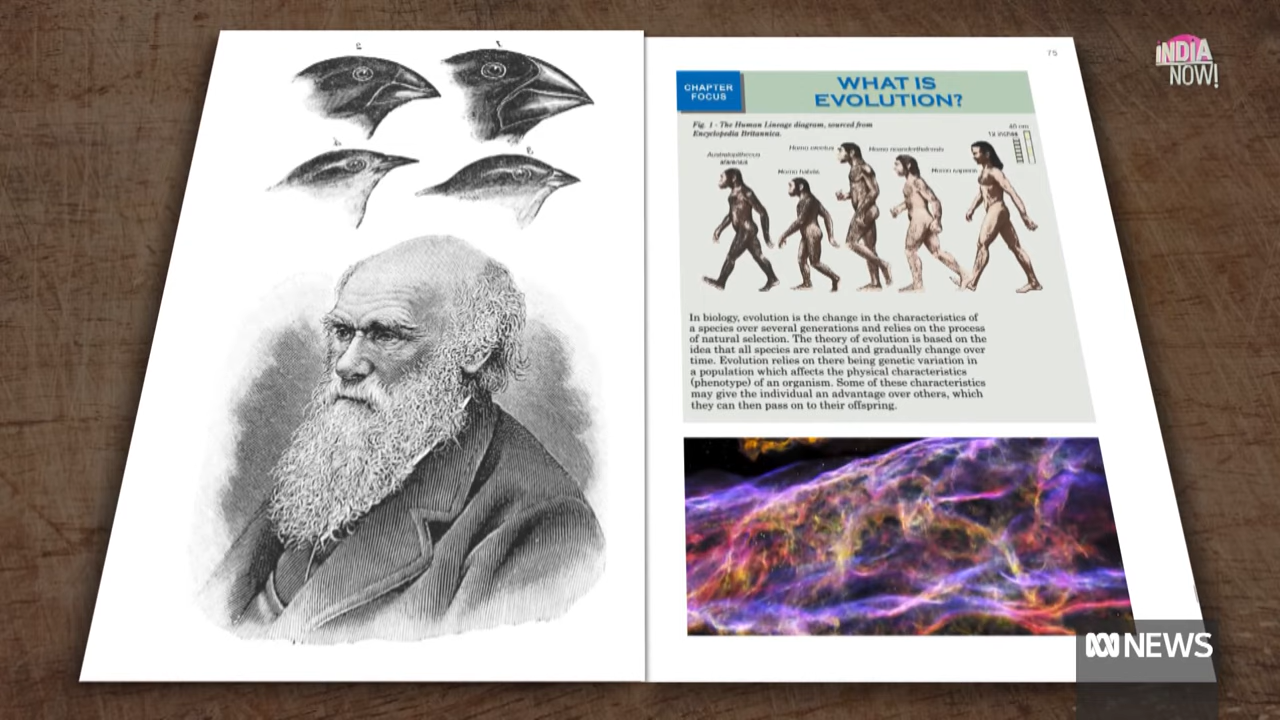 75
CHAPTER
FOCUS
WHAT IS
EVOLUTION?
Fig. 1 - The Human Lineage diagram, sourced from
Encyclopedia Britannica.
12 inches
Australopithecus
afarensis
Homo erectus
Homo neanderthalensis
Homo habilis
Homo sapiens
In biology, evolution is the change in the characteristics of
a species over several generations and relies on the process
of natural selection. The theory of evolution is based on the
idea that all species are related and gradually change over
time. Evolution relies on there being genetic variation in
a population which affects the physical characteristics
(phenotype) of an organism. Some of these characteristics
may give the individual an advantage over others, which
they can then pass on to their offspring.
INDIA
NOW!
ABC NEWS